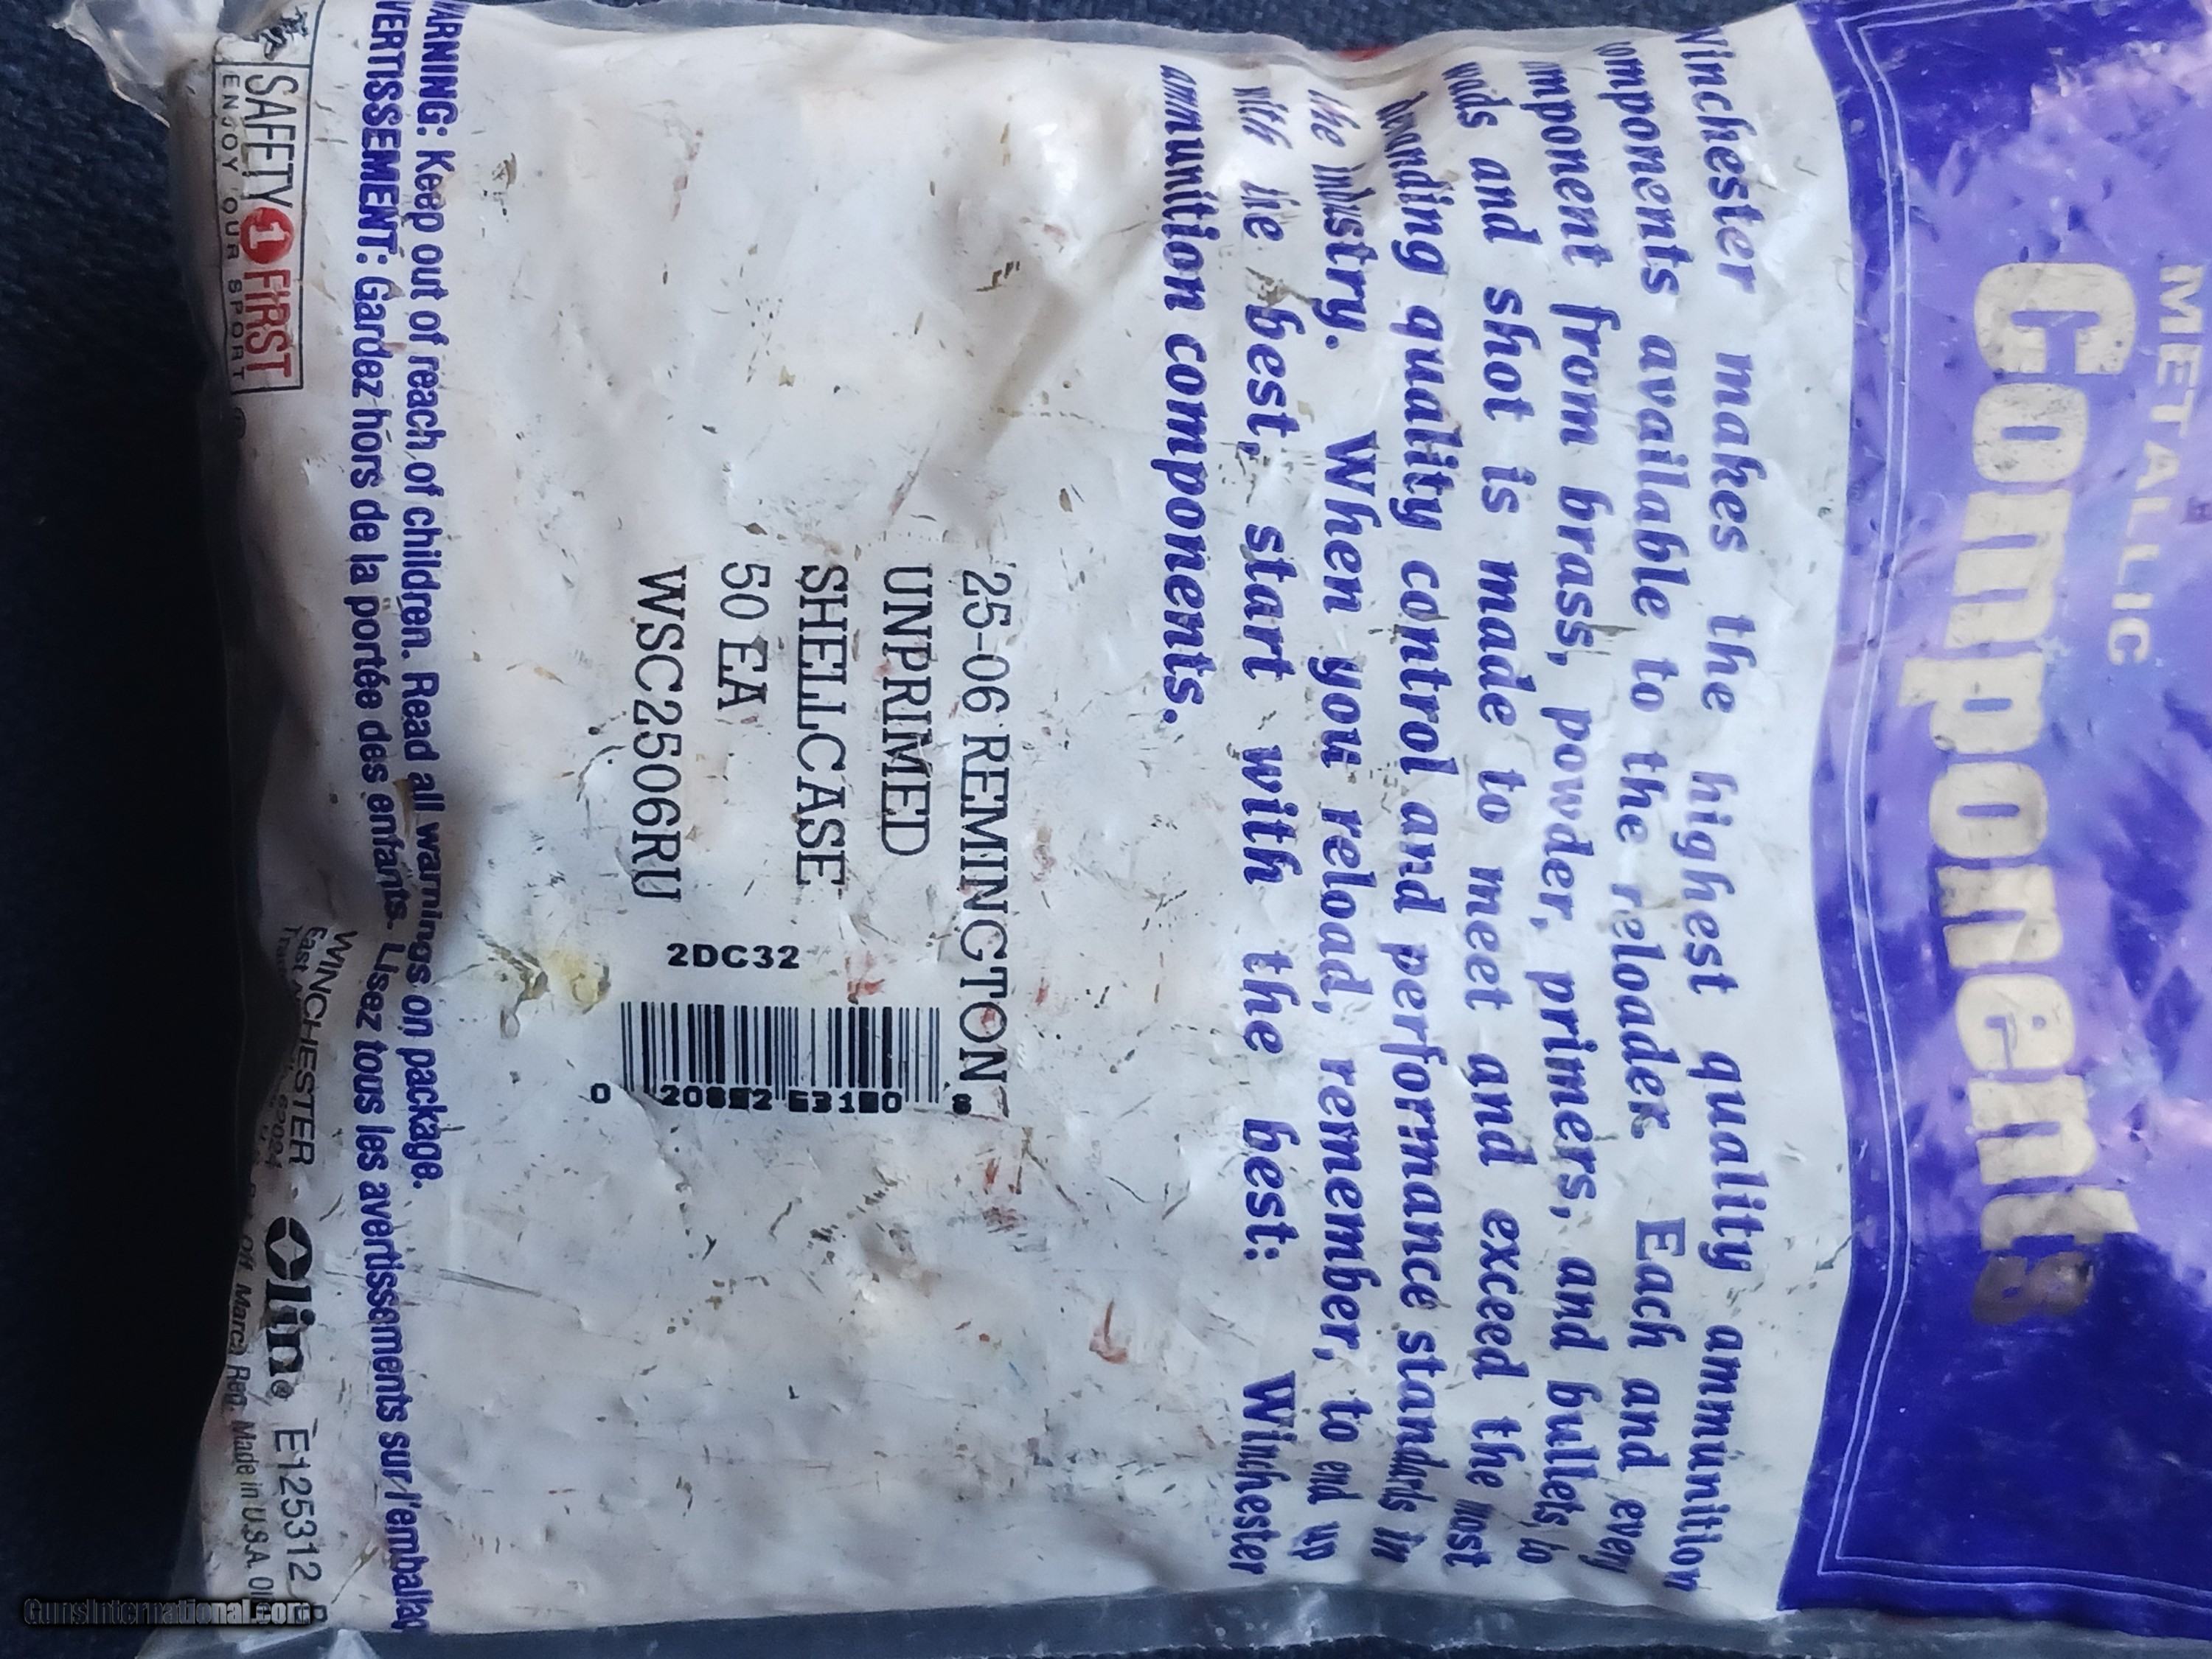 METALLIC
Components
Winchester makes the highest quality ammunition
components available to the reloader. Each and every
component from brass, powder, primers, and bullets, to
wads and shot is made to meet and exceed the most
demanding quality control and performance standards in
the industry. When you reload, remember, to end up
with the best, start with the best: Winchester
ammunition components.
25-06 REMINGTON
UNPRIMED
SHELLCASE
50 EA
WSC2506RU
2DC32
WARNING: Keep out of reach of children. Read all warnings on package.
AVERTISSEMENT: Gardez hors de la portée des enfants. Lisez tous les avertissements sur l'emballage
SAFETY 1 FIRST
ENJOY OUR SPORT
WINCHESTER Olin® E125312
East
Marca Reg. Made in U.S.A.
GunsInternational.com